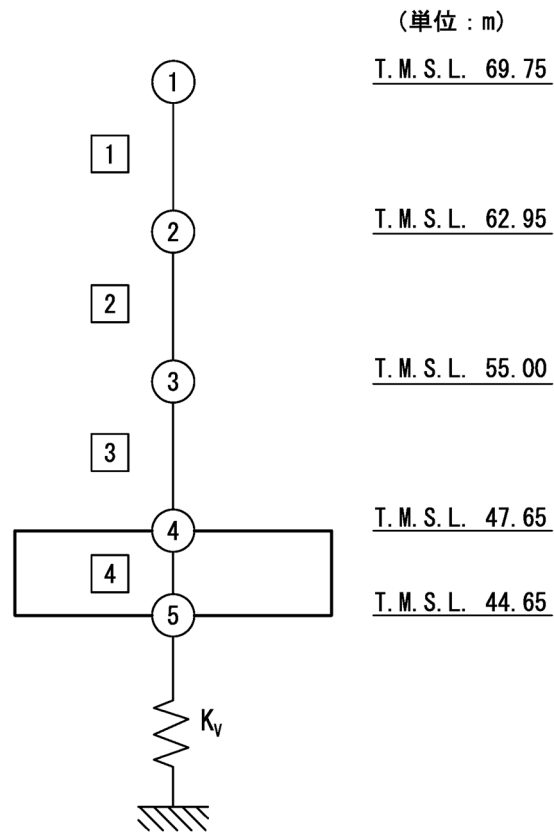 (単位:m)
① T.M.S.L. 69.75
1
② T.M.S.L. 62.95
2
③ T.M.S.L. 55.00
3
④ T.M.S.L. 47.65
4
⑤ T.M.S.L. 44.65
Kᵥ